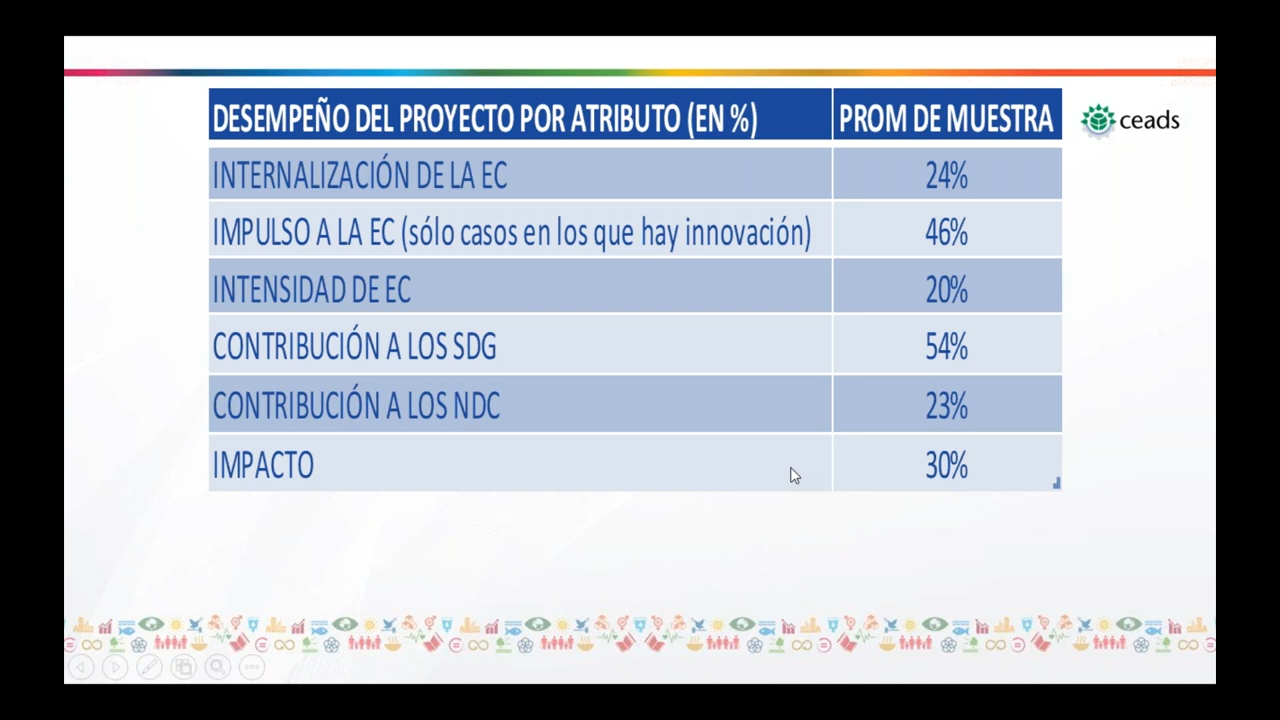 DESEMPEÑO DEL PROYECTO POR ATRIBUTO (EN %) PROM DE MUESTRA
ceads
INTERNALIZACIÓN DE LA EC 24%
IMPULSO A LA EC (sólo casos en los que hay innovación) 46%
INTENSIDAD DE EC 20%
CONTRIBUCIÓN A LOS SDG 54%
CONTRIBUCIÓN A LOS NDC 23%
IMPACTO 30%